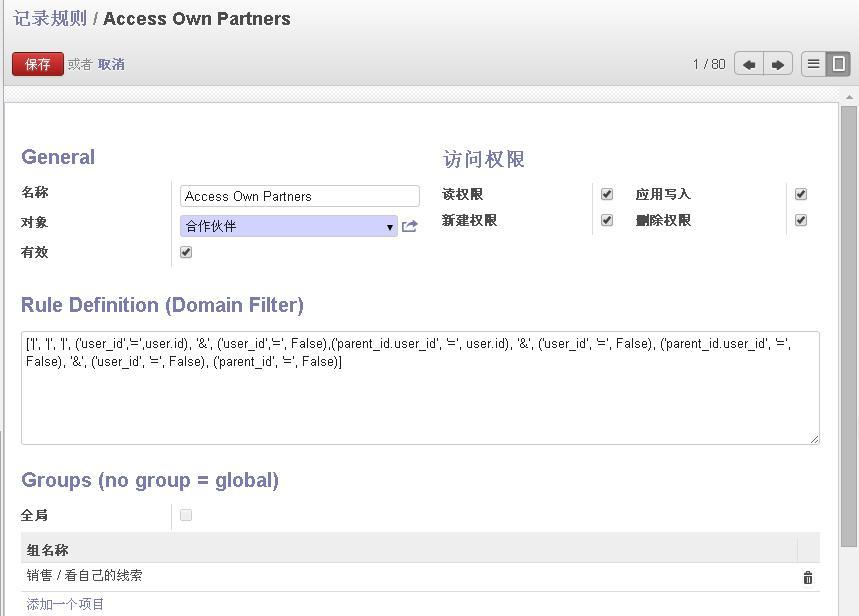 记录规则 / Access Own Partners
保存 或者 取消
1 / 80
General
访问权限
名称 Access Own Partners
读权限 应用写入
对象 合作伙伴
新建权限 删除权限
有效
Rule Definition (Domain Filter)
['|', '|', '|', ('user_id','=',user.id), '&', ('user_id','=', False),('parent_id.user_id', '=', user.id), '&', ('user_id', '=', False), ('parent_id.user_id', '=',
False), '&', ('user_id', '=', False), ('parent_id', '=', False)]
Groups (no group = global)
全局
组名称
销售 / 看自己的线索
添加一个项目